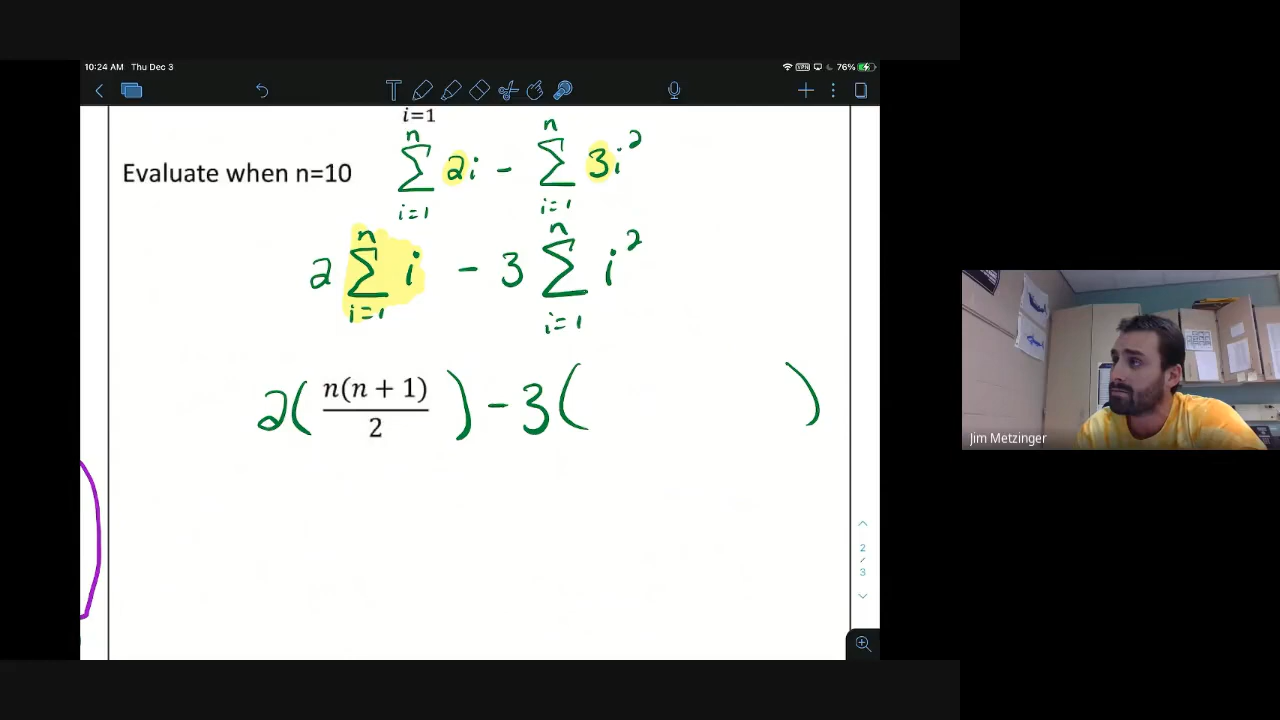 10:24 AM Thu Dec 3
VPN 76%
T
i=1
Evaluate when n=10
n
∑ 2i - ∑ 3i²
i=1
n
i=1
n
2 ∑ i - 3 ∑ i²
i=1
n
i=1
2( n(n + 1)/2 ) - 3( )
2
/
3
Jim Metzinger